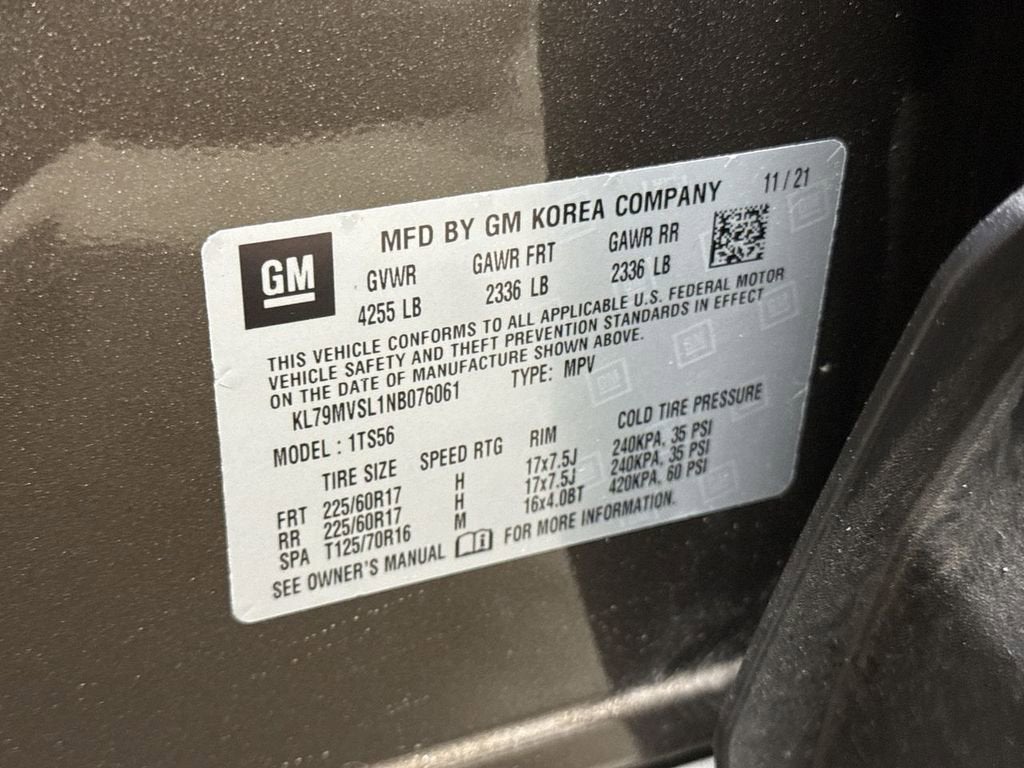 GM
MFD BY GM KOREA COMPANY 11 / 21
GVWR GAWR FRT GAWR RR
4255 LB 2336 LB 2336 LB
THIS VEHICLE CONFORMS TO ALL APPLICABLE U.S. FEDERAL MOTOR
VEHICLE SAFETY AND THEFT PREVENTION STANDARDS IN EFFECT
ON THE DATE OF MANUFACTURE SHOWN ABOVE.
KL79MVSL1NB076061 TYPE: MPV
MODEL : 1TS56
TIRE SIZE SPEED RTG RIM COLD TIRE PRESSURE
FRT 225/60R17 H 17x7.5J 240KPA, 35 PSI
RR 225/60R17 H 17x7.5J 240KPA, 35 PSI
SPA T125/70R16 M 16x4.0BT 420KPA, 60 PSI
SEE OWNER'S MANUAL FOR MORE INFORMATION.